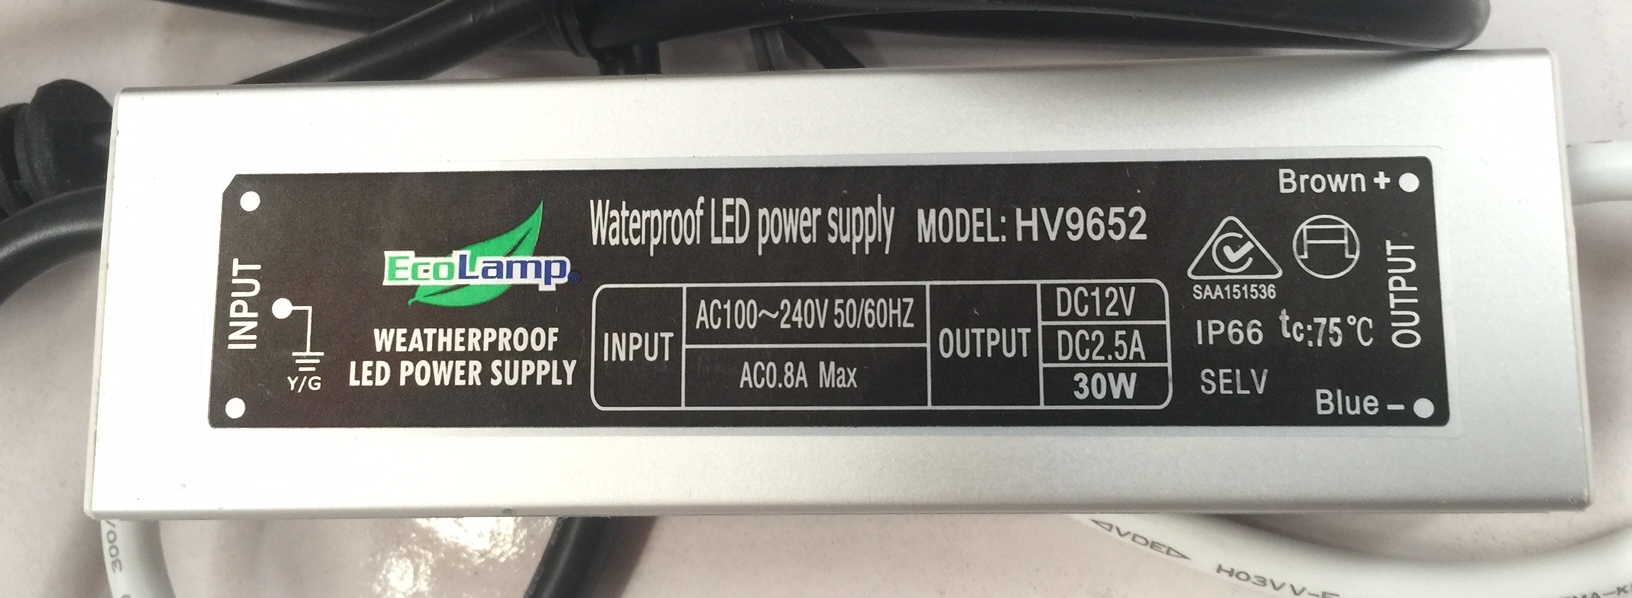 INPUT
Y/G
EcoLamp®
WEATHERPROOF
LED POWER SUPPLY
Waterproof LED power supply MODEL: HV9652
INPUT
AC100~240V 50/60HZ
AC0.8A Max
OUTPUT
DC12V
DC2.5A
30W
SAA151536
IP66 tc:75℃
SELV
Brown +
OUTPUT
Blue -
300V
VDE
H03VV-F